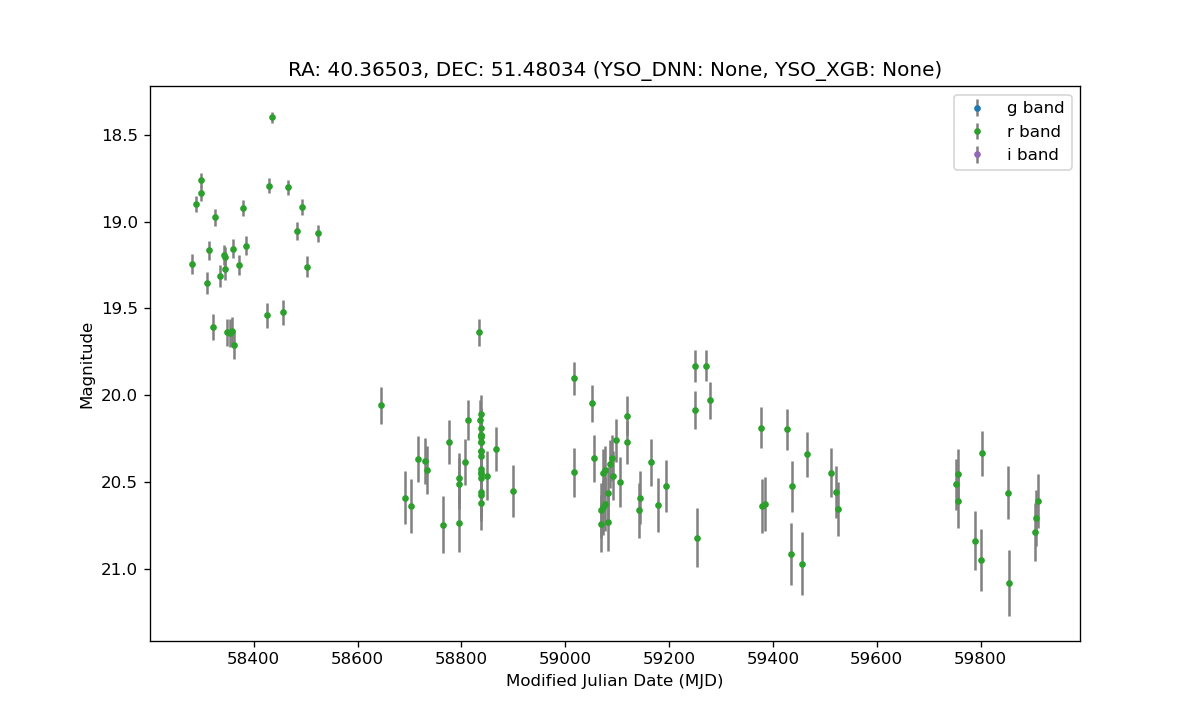 RA: 40.36503, DEC: 51.48034 (YSO_DNN: None, YSO_XGB: None)
g band
r band
i band
18.5
19.0
19.5
20.0
20.5
21.0
Magnitude
58400 58600 58800 59000 59200 59400 59600 59800
Modified Julian Date (MJD)